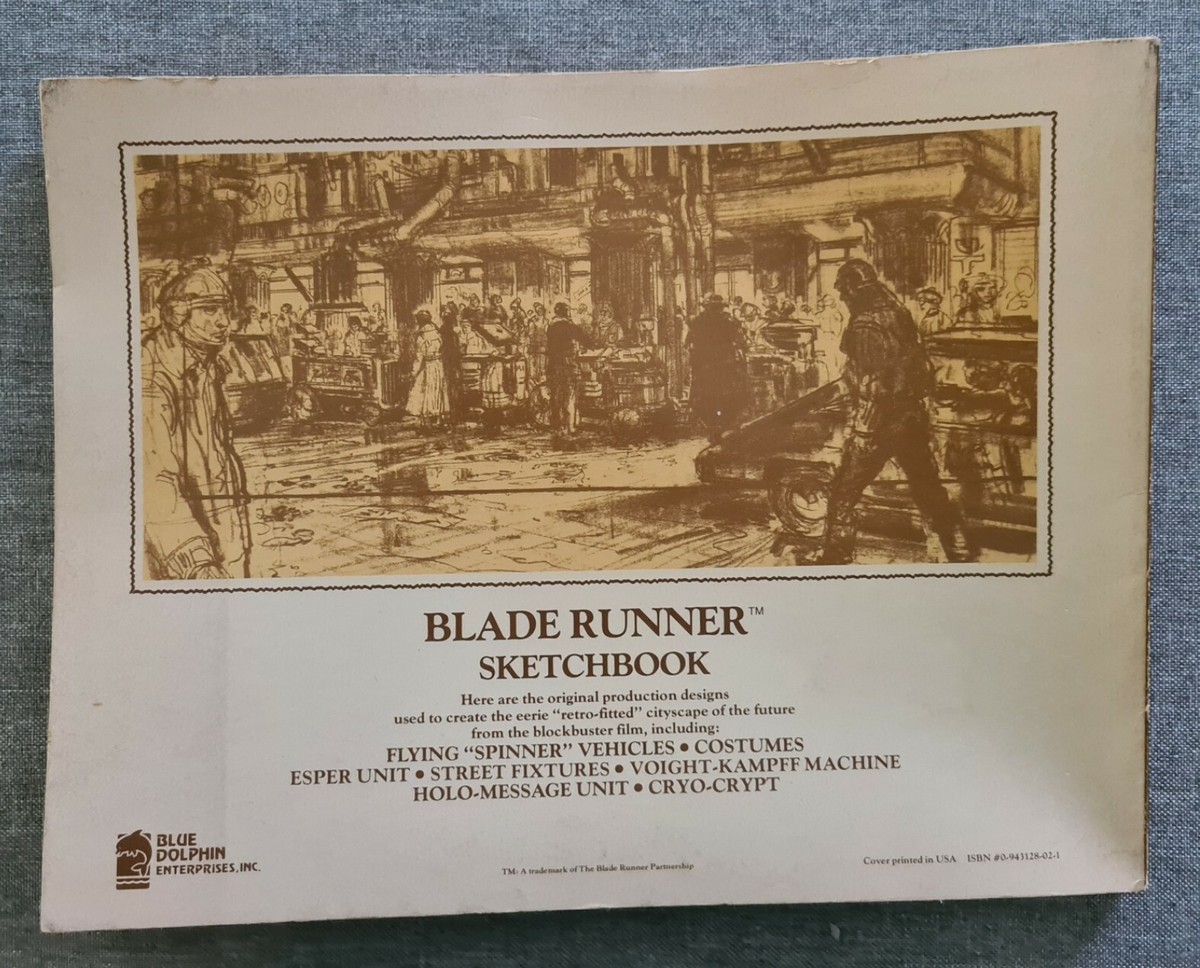 BLADE RUNNER™
SKETCHBOOK
Here are the original production designs
used to create the eerie “retro-fitted” cityscape of the future
from the blockbuster film, including:
FLYING “SPINNER” VEHICLES • COSTUMES
ESPER UNIT • STREET FIXTURES • VOIGHT-KAMPFF MACHINE
HOLO-MESSAGE UNIT • CRYO-CRYPT
BLUE
DOLPHIN
ENTERPRISES, INC.
TM: A trademark of The Blade Runner Partnership
Cover printed in USA ISBN #0-943128-02-1